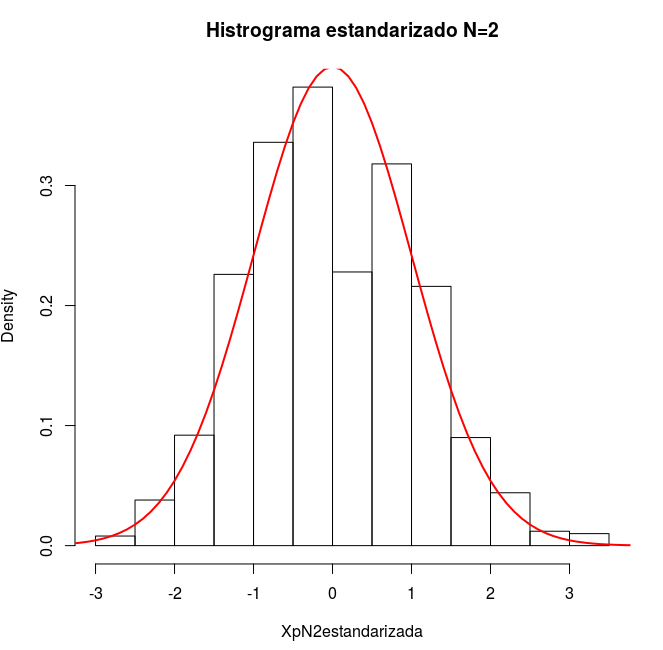 Histrograma estandarizado N=2
Density
0.3
0.2
0.1
0.0
-3 -2 -1 0 1 2 3
XpN2estandarizada